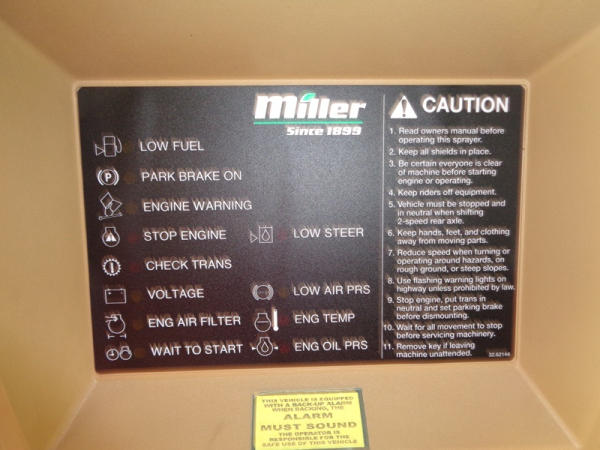 Miller
Since 1899
LOW FUEL
PARK BRAKE ON
ENGINE WARNING
STOP ENGINE
LOW STEER
CHECK TRANS
VOLTAGE
LOW AIR PRS
ENG AIR FILTER
ENG TEMP
WAIT TO START
ENG OIL PRS
CAUTION
1. Read owners manual before
operating this sprayer.
2. Keep all shields in place.
3. Be certain everyone is clear
of machine before starting
engine or operating.
4. Keep riders off equipment.
5. Vehicle must be stopped and
in neutral when shifting
2-speed rear axle.
6. Keep hands, feet, and clothing
away from moving parts.
7. Reduce speed when turning or
operating around hazards, on
rough ground, or steep slopes.
8. Use flashing warning lights on
highway unless prohibited by law.
9. Stop engine, put trans in
neutral and set parking brake
before dismounting.
10. Wait for all movement to stop
before servicing machinery.
11. Remove key if leaving
machine unattended.
THIS VEHICLE IS EQUIPPED
WITH A BACK-UP ALARM
WHEN BACKING, THE
ALARM
MUST SOUND
THE OPERATOR IS
RESPONSIBLE FOR THE
SAFE USE OF THIS VEHICLE